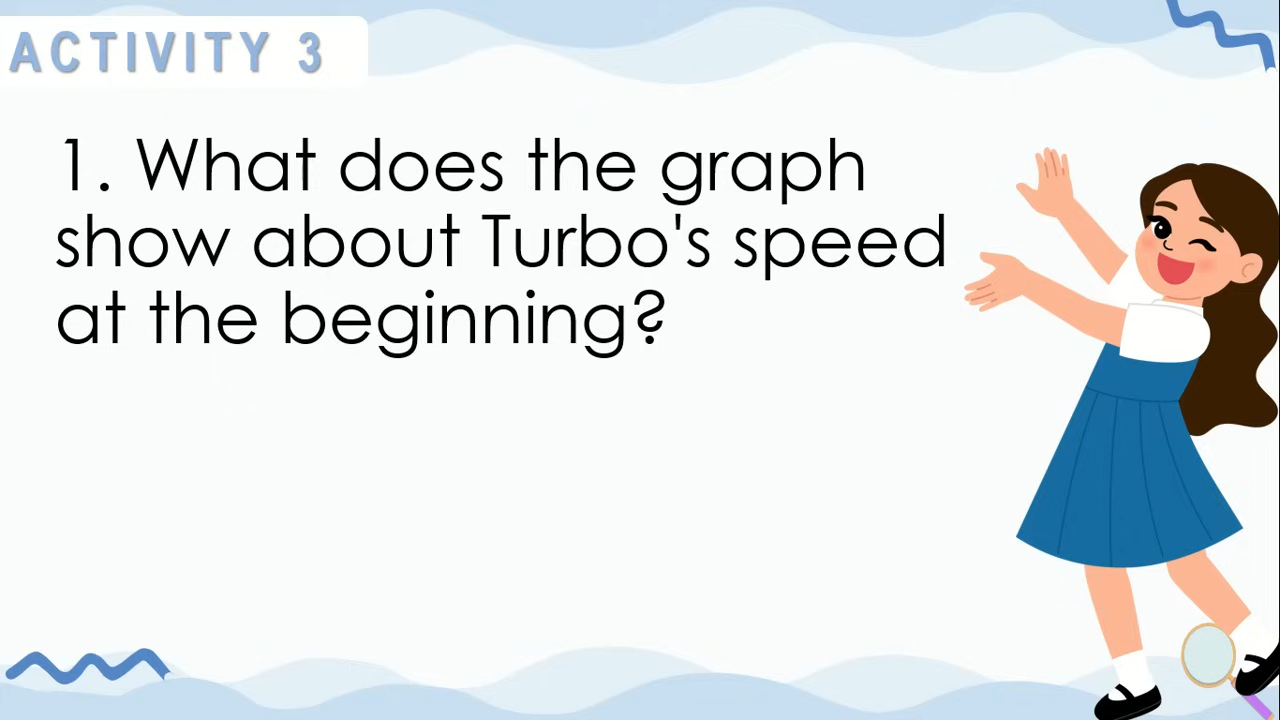 ACTIVITY 3
1. What does the graph
show about Turbo's speed
at the beginning?